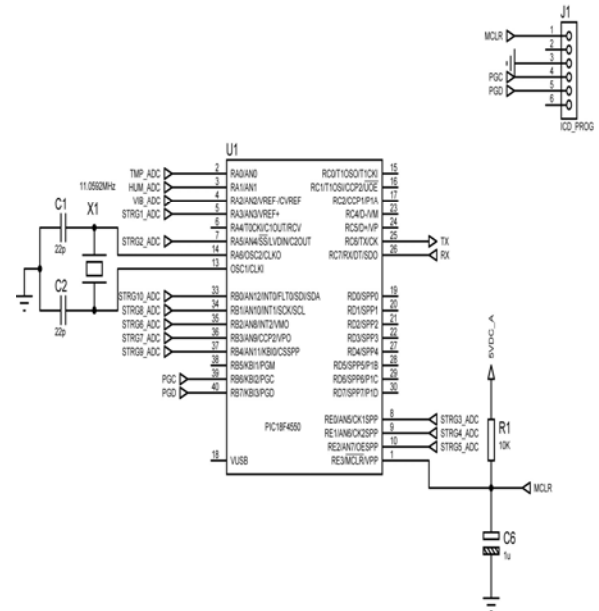 J1
MCLR 1
2
3
PGC 4
PGD 5
6
ICD_PROG
U1
TMP_ADC 2 RA0/AN0 RC0/T1OSO/T1CKI 15
HUM_ADC 3 RA1/AN1 RC1/T1OSI/CCP2/UOE 16
VIB_ADC 4 RA2/AN2/VREF-/CVREF RC2/CCP1/P1A 17
STRG1_ADC 5 RA3/AN3/VREF+ RC4/D-/VM 23
6 RA4/T0CKI/C1OUT/RCV RC5/D+/VP 24
STRG2_ADC 7 RA5/AN4/SS/LVDIN/C2OUT RC6/TX/CK 25 TX
14 RA6/OSC2/CLKO RC7/RX/DT/SDO 26 RX
13 OSC1/CLKI
11.0592MHz
C1 X1
22p
C2
22p
STRG10_ADC 33 RB0/AN12/INT0/FLT0/SDI/SDA RD0/SPP0 19
STRG8_ADC 34 RB1/AN10/INT1/SCK/SCL RD1/SPP1 20
STRG6_ADC 35 RB2/AN8/INT2/VMO RD2/SPP2 21
STRG7_ADC 36 RB3/AN9/CCP2/VPO RD3/SPP3 22
STRG9_ADC 37 RB4/AN11/KBI0/CSSPP RD4/SPP4 27
38 RB5/KBI1/PGM RD5/SPP5/P1B 28
PGC 39 RB6/KBI2/PGC RD6/SPP6/P1C 29
PGD 40 RB7/KBI3/PGD RD7/SPP7/P1D 30
RE0/AN5/CK1SPP 8 STRG3_ADC
PIC18F4550 RE1/AN6/CK2SPP 9 STRG4_ADC
RE2/AN7/OESPP 10 STRG5_ADC
18 VUSB RE3/MCLR/VPP 1
5VDC_A
R1
10K
MCLR
C6
1u